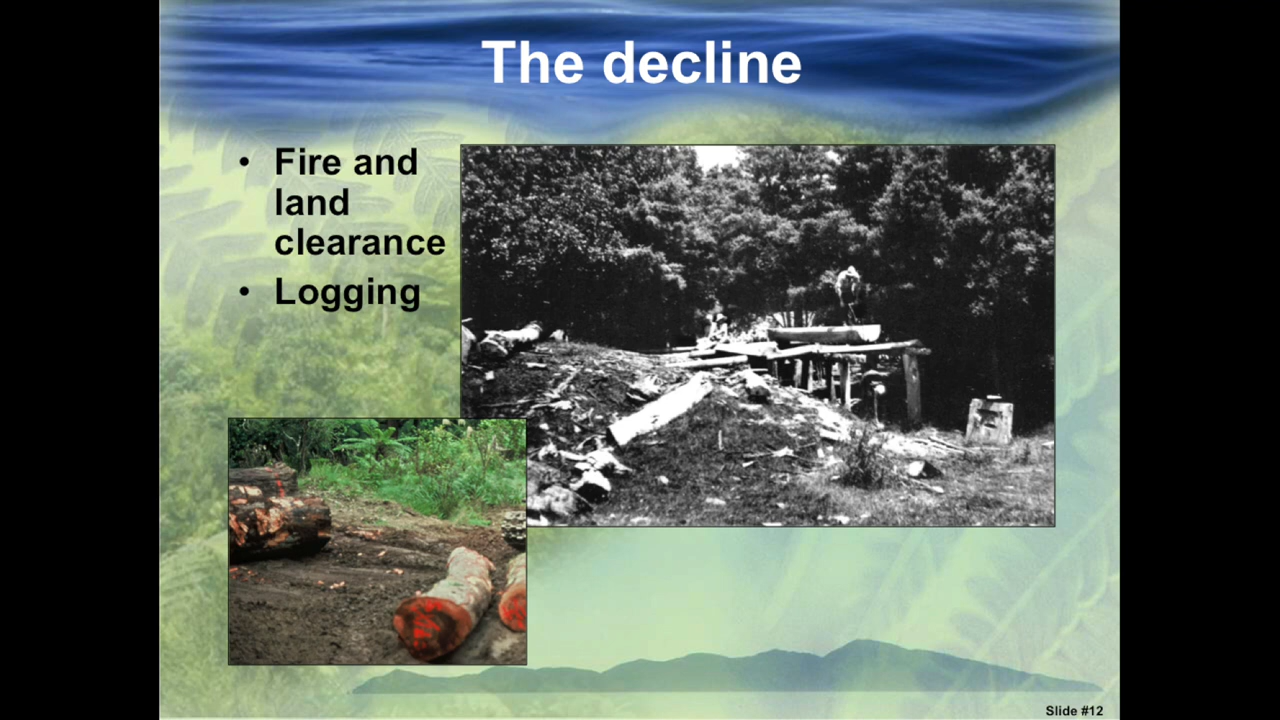 The decline
• Fire and
land
clearance
• Logging
Slide #12